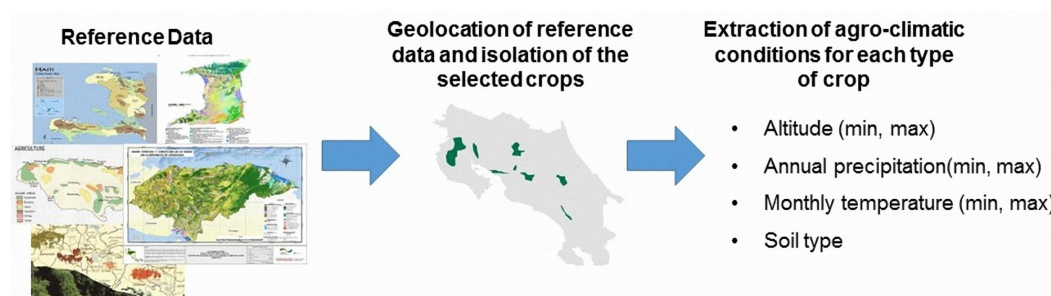 Reference Data
HAITI
AGRICULTURE
Geolocation of reference
data and isolation of the
selected crops
Extraction of agro-climatic
conditions for each type
of crop
• Altitude (min, max)
• Annual precipitation(min, max)
• Monthly temperature (min, max)
• Soil type